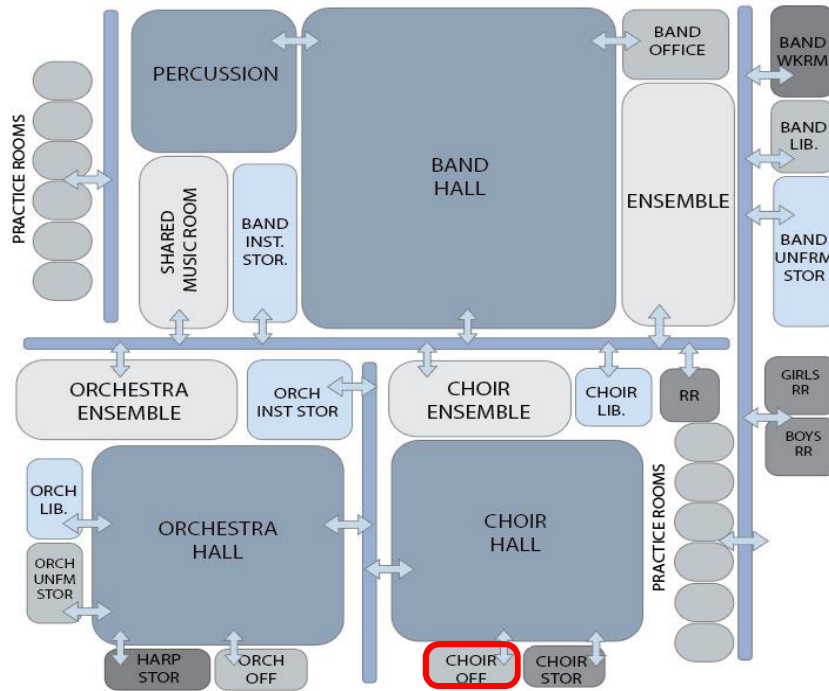 PRACTICE ROOMS
PERCUSSION
BAND
HALL
BAND
OFFICE
BAND
WKRM
BAND
LIB.
BAND
UNFRM
STOR
ENSEMBLE
SHARED
MUSIC ROOM
BAND
INST.
STOR.
ORCHESTRA
ENSEMBLE
ORCH
INST STOR
CHOIR
ENSEMBLE
CHOIR
LIB.
RR
GIRLS
RR
BOYS
RR
ORCH
LIB.
ORCH
UNFM
STOR
ORCHESTRA
HALL
CHOIR
HALL
PRACTICE ROOMS
HARP
STOR
ORCH
OFF
CHOIR
OFF
CHOIR
STOR